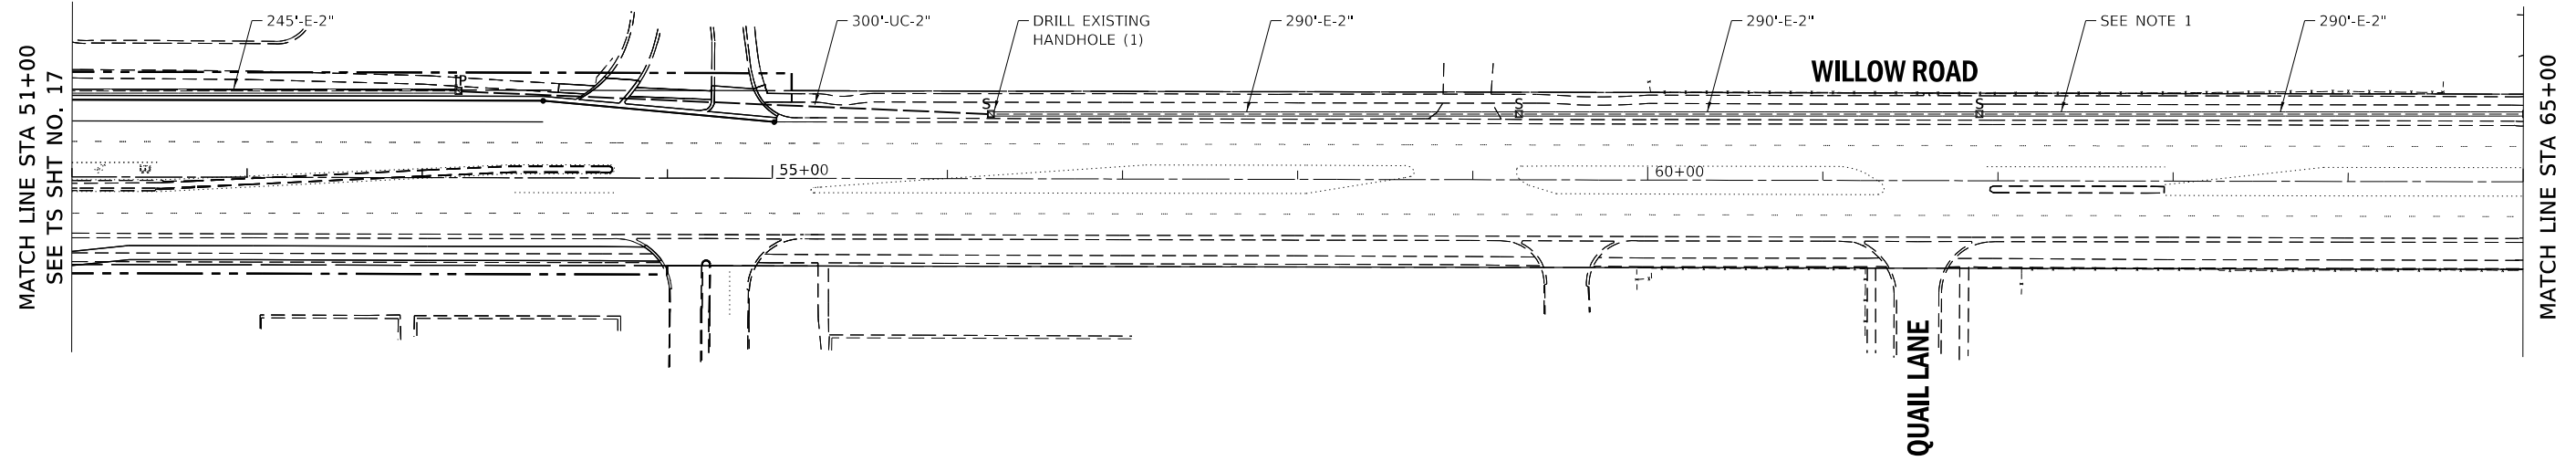 245'-E-2"
300'-UC-2"
DRILL EXISTING
HANDHOLE (1)
290'-E-2"
290'-E-2"
SEE NOTE 1
290'-E-2"
MATCH LINE STA 51+00
SEE TS SHT NO. 17
WILLOW ROAD
MATCH LINE STA 65+00
P
S
S
S
55+00
60+00
QUAIL LANE